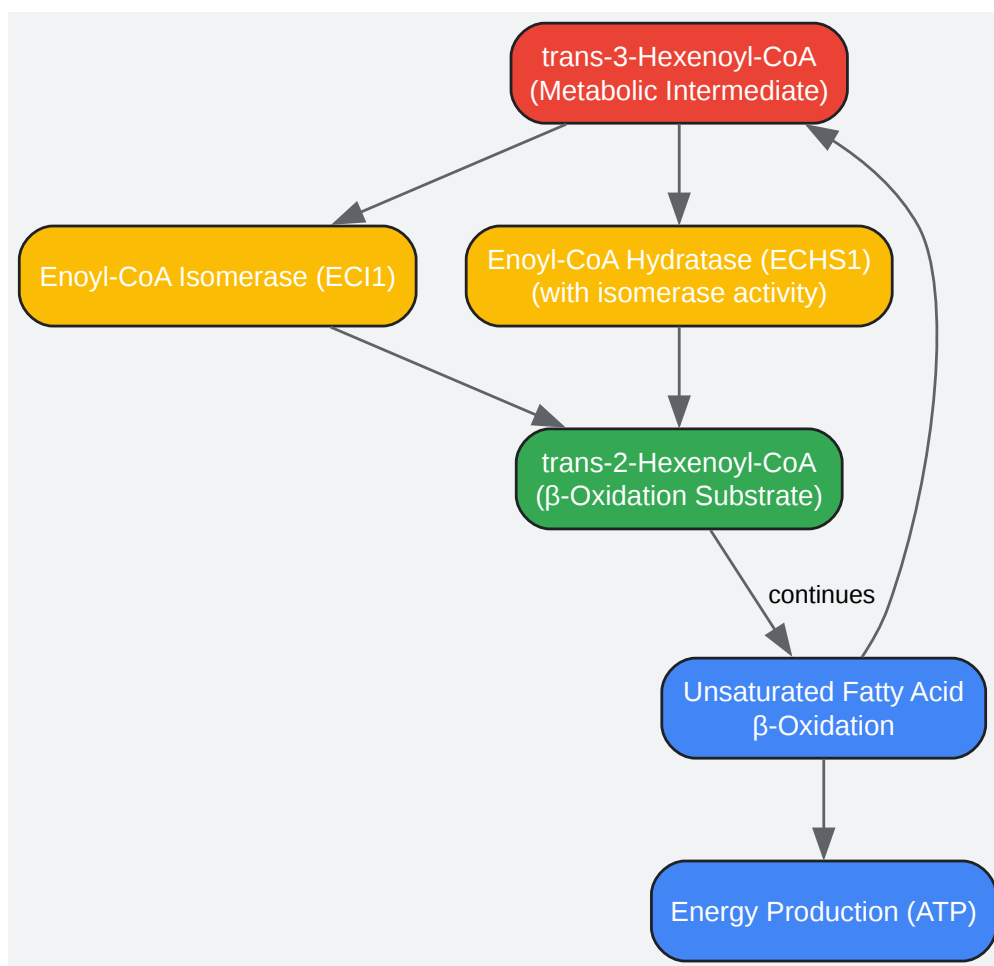 trans-3-Hexenoyl-CoA
(Metabolic Intermediate)
Enoyl-CoA Isomerase (ECI1)
Enoyl-CoA Hydratase (ECHS1)
(with isomerase activity)
trans-2-Hexenoyl-CoA
(β-Oxidation Substrate)
continues
Unsaturated Fatty Acid
β-Oxidation
Energy Production (ATP)